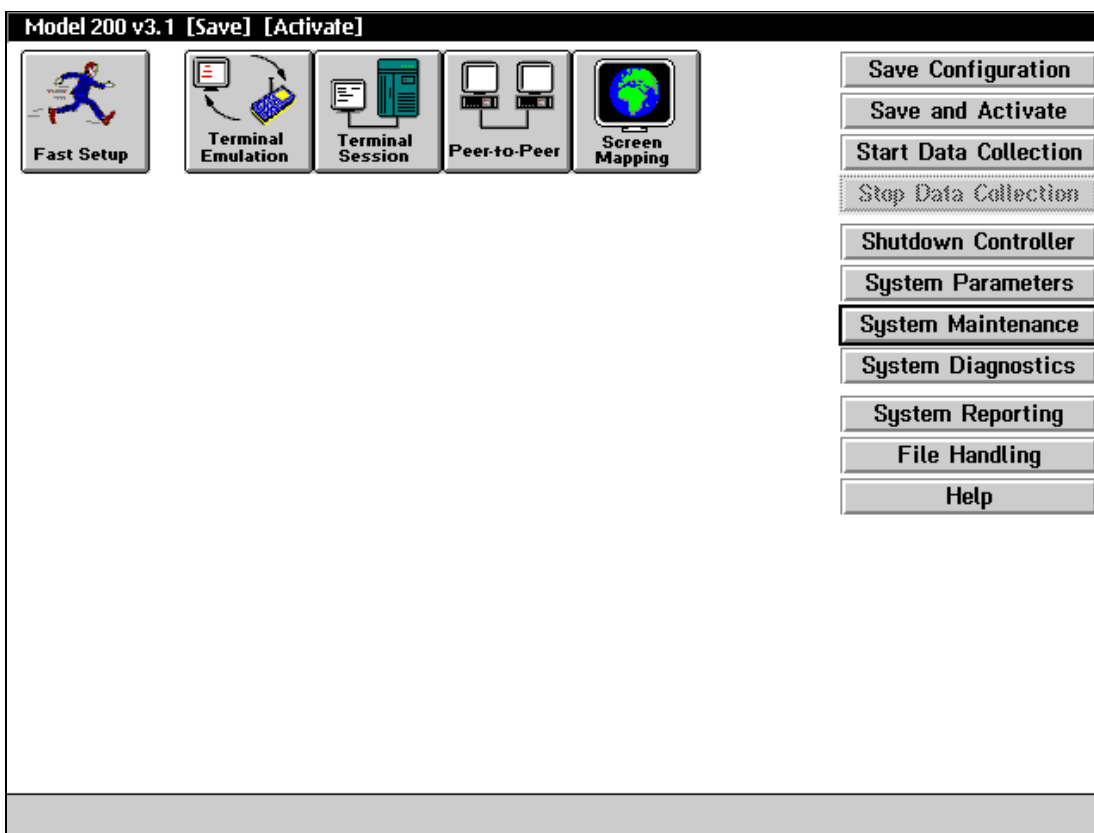 Model 200 v3.1 [Save] [Activate]
Fast Setup
Terminal
Emulation
Terminal
Session
Peer-to-Peer
Screen
Mapping
Save Configuration
Save and Activate
Start Data Collection
Stop Data Collection
Shutdown Controller
System Parameters
System Maintenance
System Diagnostics
System Reporting
File Handling
Help